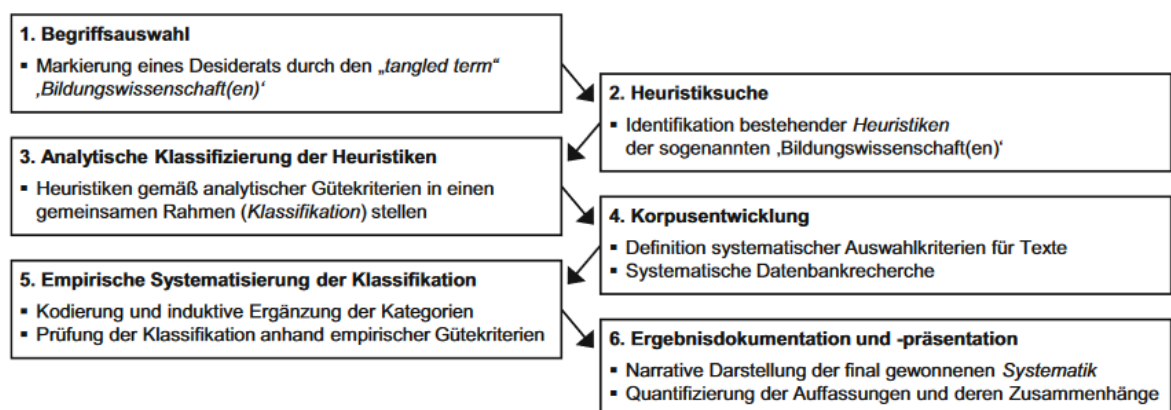 1. Begriffsauswahl
▪ Markierung eines Desiderats durch den „tangled term“
‚Bildungswissenschaft(en)‘
2. Heuristiksuche
▪ Identifikation bestehender Heuristiken
der sogenannten ‚Bildungswissenschaft(en)‘
3. Analytische Klassifizierung der Heuristiken
▪ Heuristiken gemäß analytischer Gütekriterien in einen
gemeinsamen Rahmen (Klassifikation) stellen
4. Korpusentwicklung
▪ Definition systematischer Auswahlkriterien für Texte
▪ Systematische Datenbankrecherche
5. Empirische Systematisierung der Klassifikation
▪ Kodierung und induktive Ergänzung der Kategorien
▪ Prüfung der Klassifikation anhand empirischer Gütekriterien
6. Ergebnisdokumentation und -präsentation
▪ Narrative Darstellung der final gewonnenen Systematik
▪ Quantifizierung der Auffassungen und deren Zusammenhänge